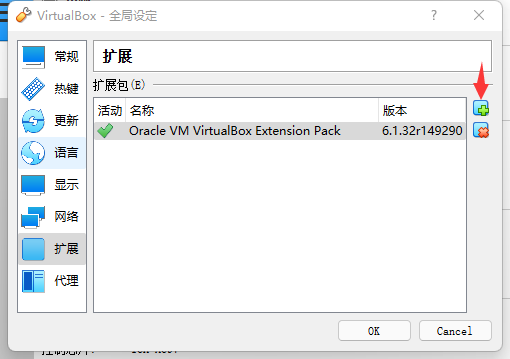 VirtualBox - 全局设定
常规
热键
更新
语言
显示
网络
扩展
代理
扩展
扩展包(E)
活动 名称 版本
Oracle VM VirtualBox Extension Pack 6.1.32r149290
OK Cancel